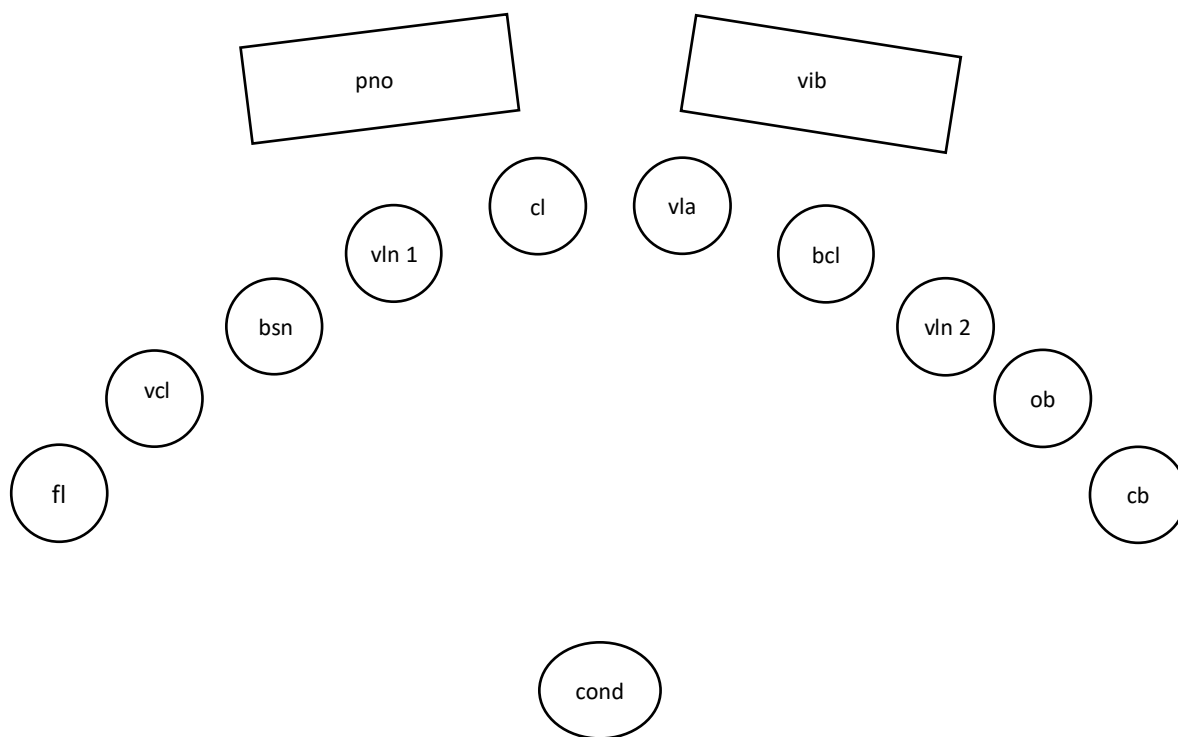 pno
vib
cl
vla
vln 1
bcl
bsn
vln 2
vcl
ob
fl
cb
cond